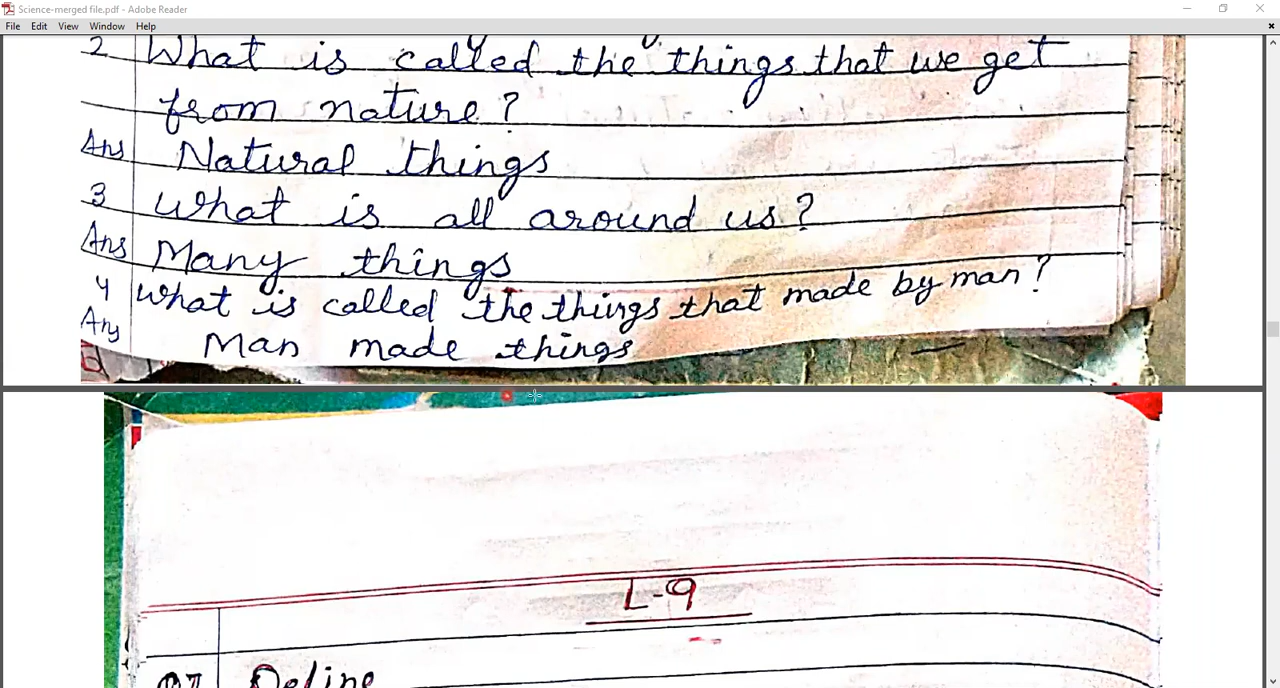 Science-merged file.pdf - Adobe Reader
File Edit View Window Help
2 What is called the things that we get
from nature?
Ans Natural things
3 What is all around us?
Ans Many things
4 What is called the things that made by man?
Ans Man made things
L-9
Define